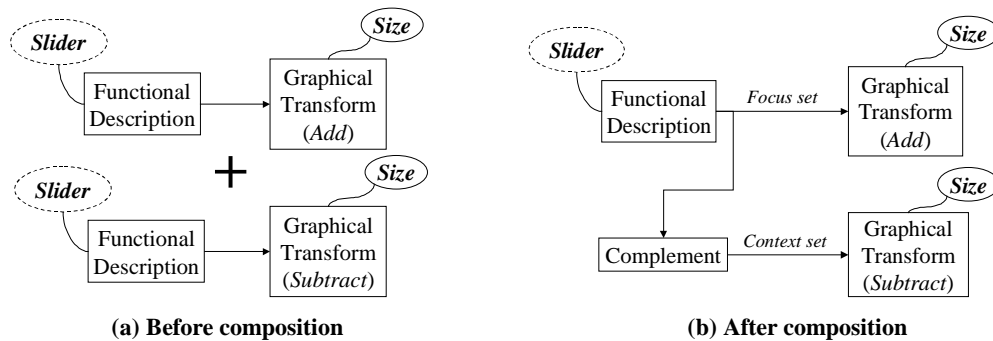 Slider
Size
Functional
Description
Graphical
Transform
(Add)
+
Slider
Size
Functional
Description
Graphical
Transform
(Subtract)
(a) Before composition
Slider
Size
Functional
Description
Focus set
Graphical
Transform
(Add)
Size
Complement
Context set
Graphical
Transform
(Subtract)
(b) After composition